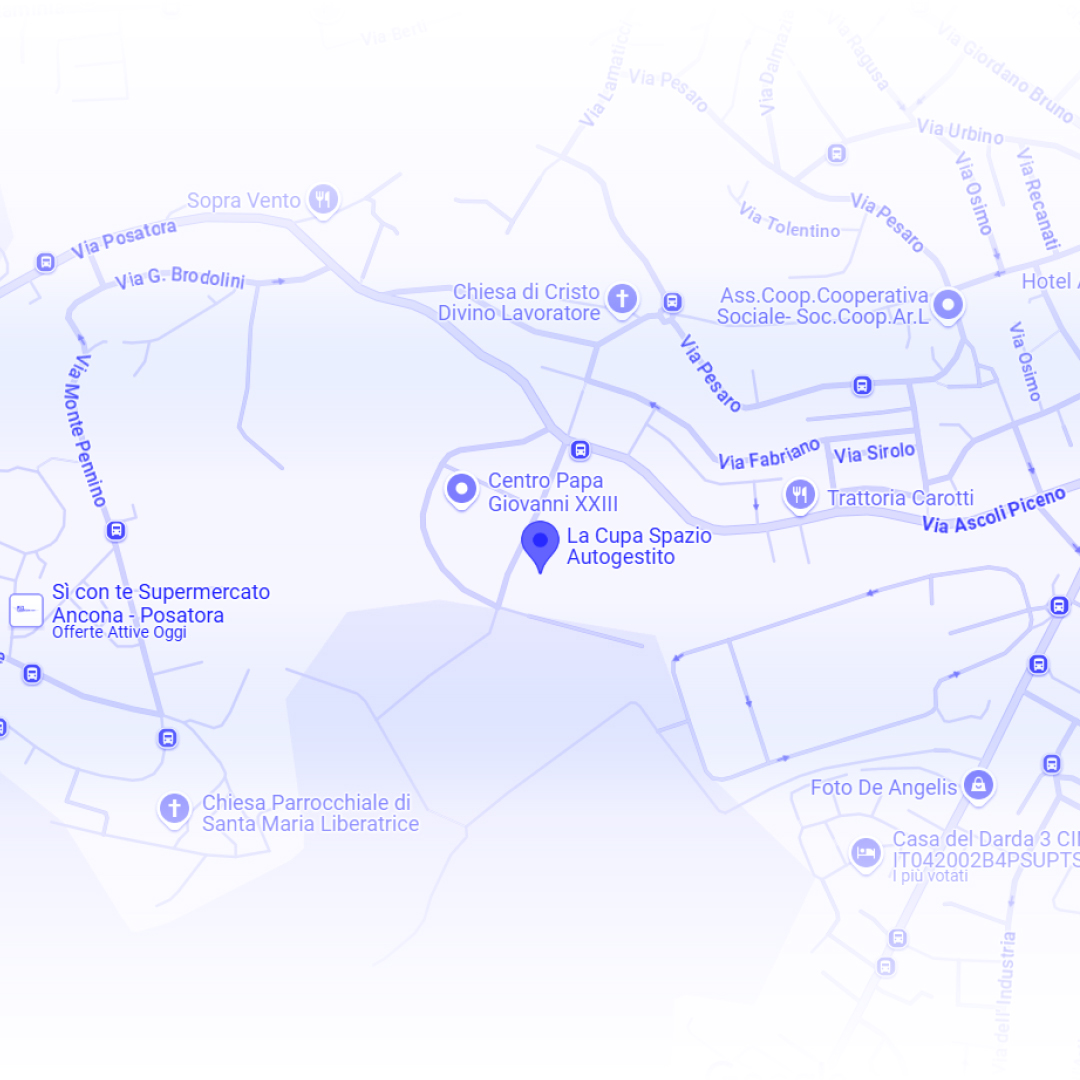 Via Berti
Via Lamaticci
Via Pesaro
Via Dalmazia
Via Ragusa
Via Giordano Bruno
Via Urbino
Via Osimo
Via Recanati
Sopra Vento
Via Posatora
Via G. Brodolini
Via Tolentino
Via Pesaro
Chiesa di Cristo
Divino Lavoratore
Ass.Coop.Cooperativa
Sociale- Soc.Coop.Ar.L
Hotel
Via Monte Pennino
Via Pesaro
Via Osimo
Via Fabriano
Via Sirolo
Centro Papa
Giovanni XXIII
Trattoria Carotti
Via Ascoli Piceno
La Cupa Spazio
Autogestito
Sì con te Supermercato
Ancona - Posatora
Offerte Attive Oggi
Foto De Angelis
Chiesa Parrocchiale di
Santa Maria Liberatrice
Casa del Darda 3 CI
IT042002B4PSUPTS
I più votati
Via dell'Industria